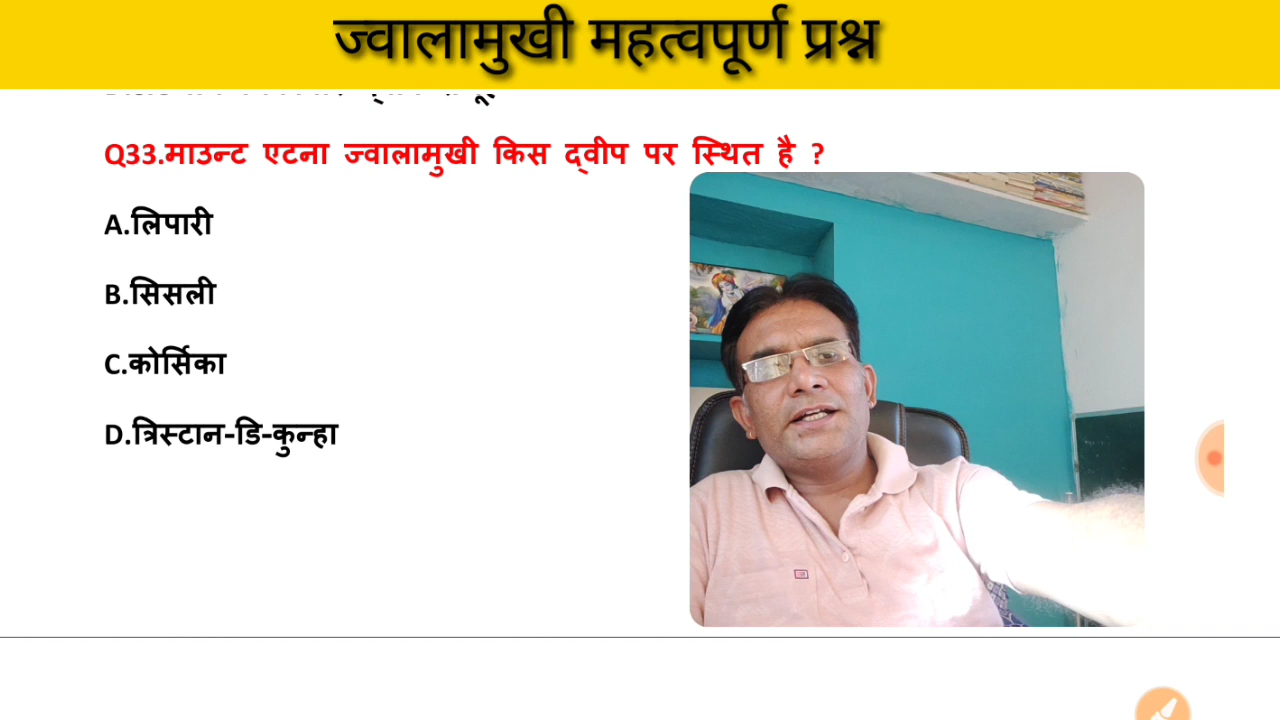 ज्वालामुखी महत्वपूर्ण प्रश्न
Q33.माउन्ट एटना ज्वालामुखी किस द्वीप पर स्थित है ?
A.लिपारी
B.सिसली
C.कोर्सिका
D.त्रिस्टान-डि-कुन्हा